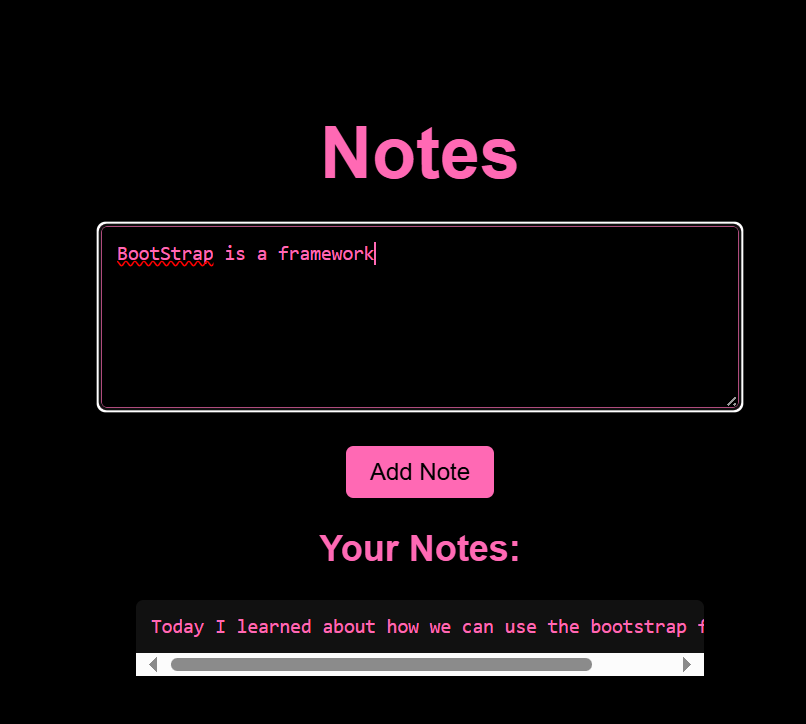 Notes
BootStrap is a framework
Add Note
Your Notes:
Today I learned about how we can use the bootstrap